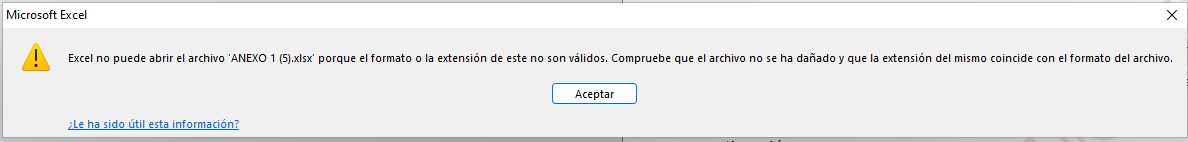 Microsoft Excel
Excel no puede abrir el archivo 'ANEXO 1 (5).xlsx' porque el formato o la extensión de este no son válidos. Compruebe que el archivo no se ha dañado y que la extensión del mismo coincide con el formato del archivo.
Aceptar
¿Le ha sido útil esta información?